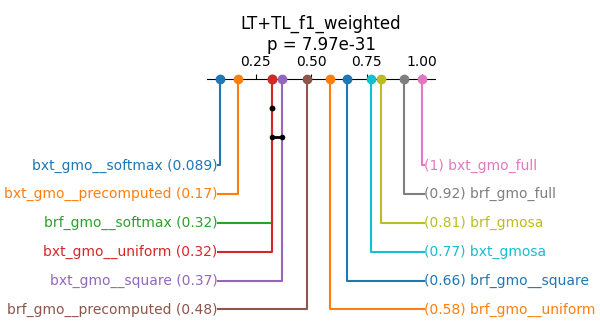 LT+TL_f1_weighted
p = 7.97e-31
0.25 0.50 0.75 1.00
bxt_gmo__softmax (0.089)
(1) bxt_gmo_full
bxt_gmo__precomputed (0.17)
(0.92) brf_gmo_full
brf_gmo__softmax (0.32)
(0.81) brf_gmosa
bxt_gmo__uniform (0.32)
(0.77) bxt_gmosa
bxt_gmo__square (0.37)
(0.66) brf_gmo__square
brf_gmo__precomputed (0.48)
(0.58) brf_gmo__uniform